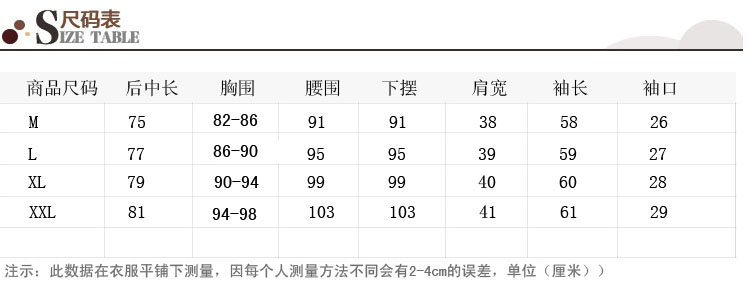 尺码表
SIZE TABLE
商品尺码 后中长 胸围 腰围 下摆 肩宽 袖长 袖口
M 75 82-86 91 91 38 58 26
L 77 86-90 95 95 39 59 27
XL 79 90-94 99 99 40 60 28
XXL 81 94-98 103 103 41 61 29
注示：此数据在衣服平铺下测量，因每个人测量方法不同会有2-4cm的误差，单位（厘米））